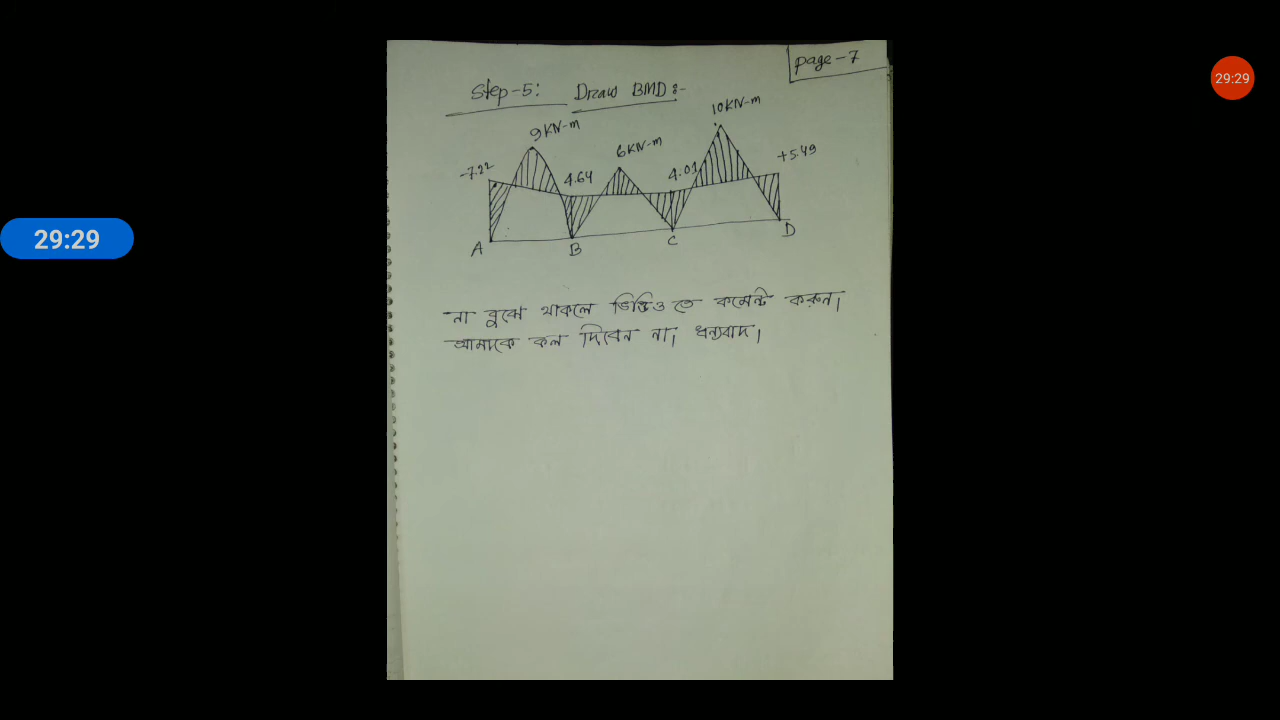 page-7
Step-5: Draw BMD:-
10KN-m
9KN-m
6KN-m
-7.22
4.64
4.01
+5.49
A
B
C
D
না বুঝে থাকলে ভিডিও তে কমেন্ট করুন।
আমাকে কল দিবেন না। ধন্যবাদ।
29:29
29:29